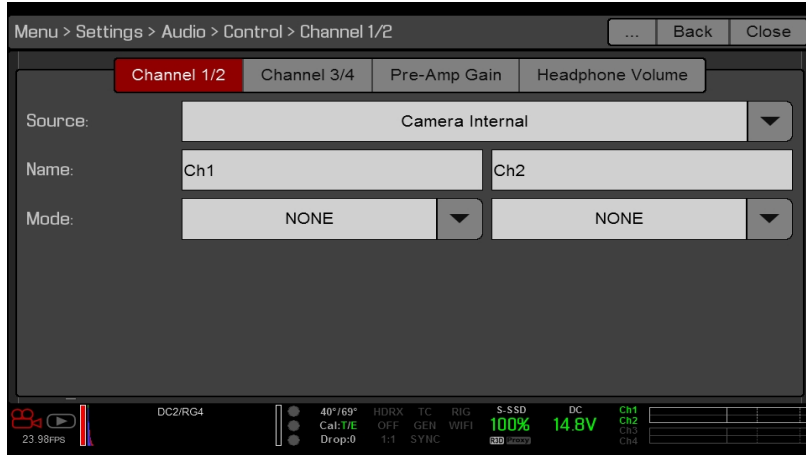 Menu > Settings > Audio > Control > Channel 1/2 ... Back Close
Channel 1/2 Channel 3/4 Pre-Amp Gain Headphone Volume
Source: Camera Internal
Name: Ch1 Ch2
Mode: NONE NONE
DC2/RG4 40°/69° HDRX TC RIG S-SSD DC Ch1
Cal:T/E OFF GEN WIFI 100% 14.8V Ch2
Ch3
23.98FPS Drop:0 1:1 SYNC R3D Proxy Ch4